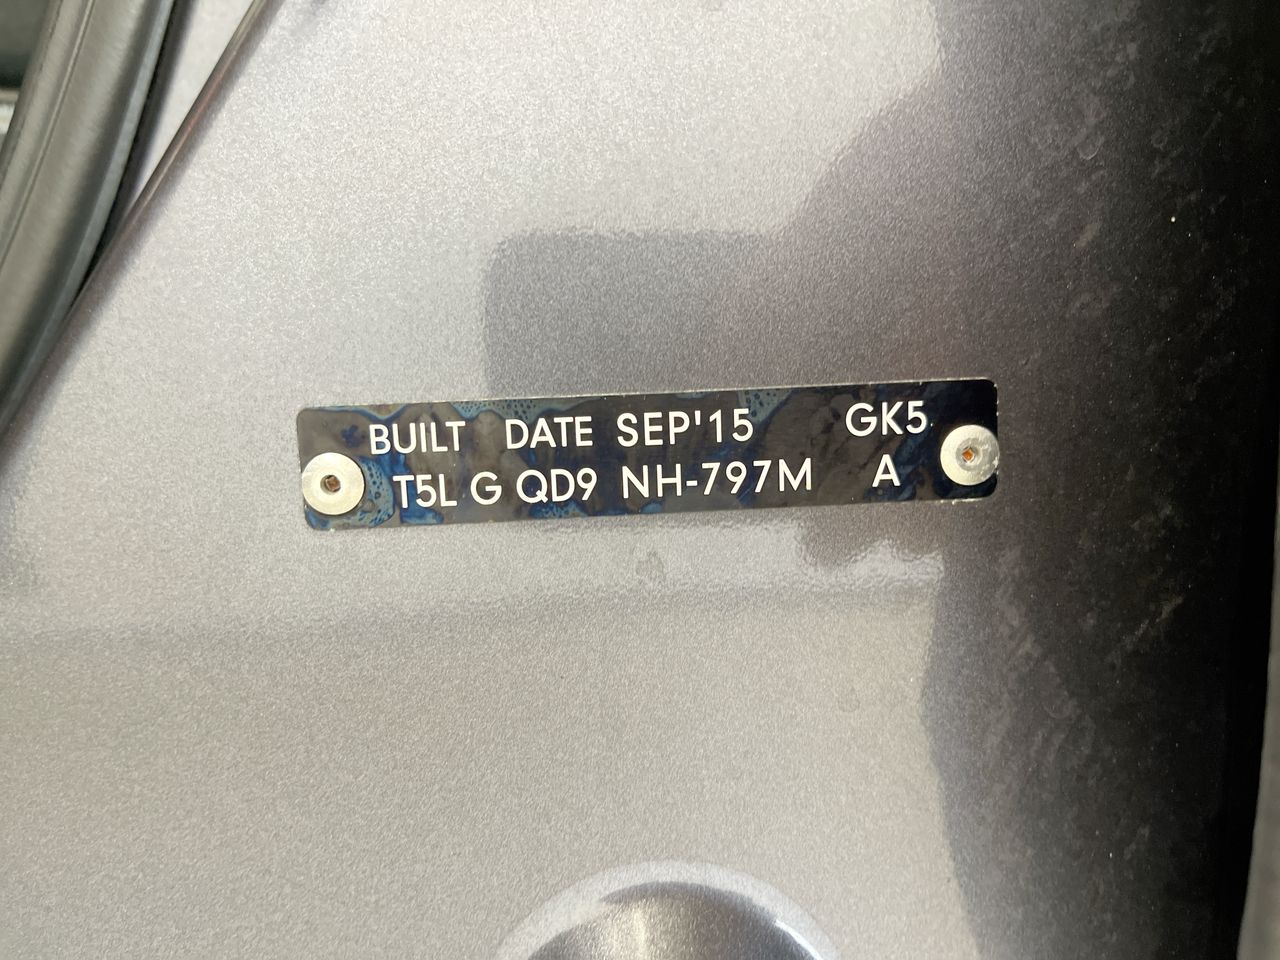 BUILT DATE SEP'15 GK5
T5L G QD9 NH-797M A